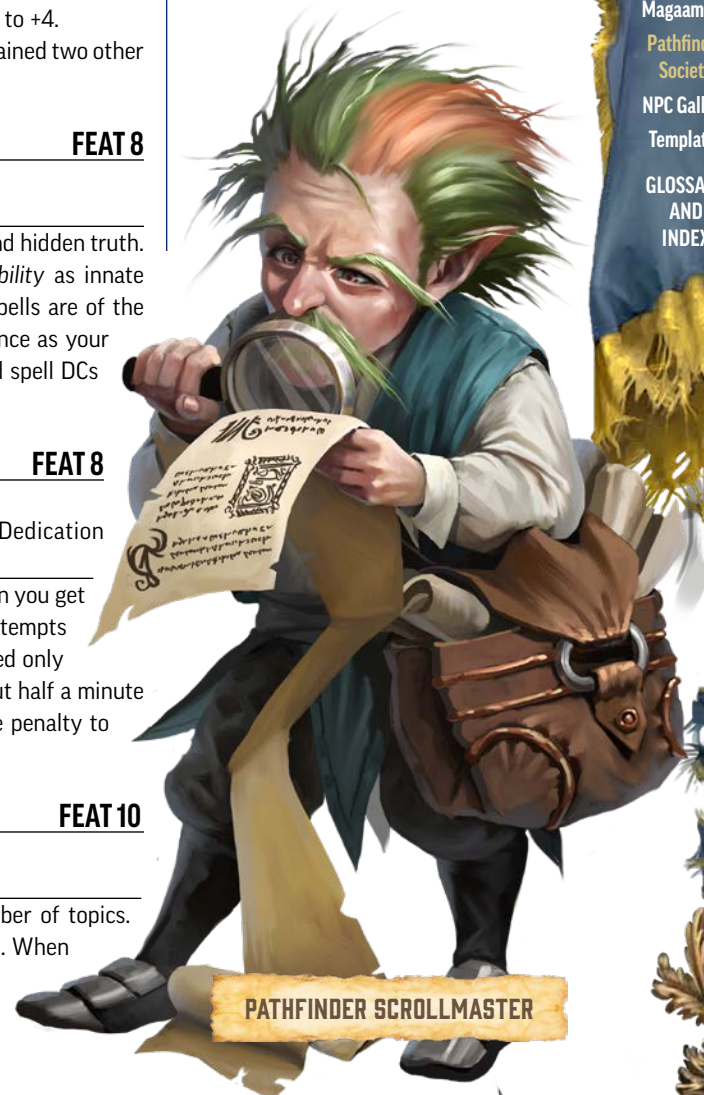 to +4.
ained two other
FEAT 8
nd hidden truth.
bility as innate
pells are of the
nce as your
l spell DCs
FEAT 8
Dedication
n you get
tempts
ed only
ut half a minute
e penalty to
FEAT 10
ber of topics.
. When
PATHFINDER SCROLLMASTER
Magaam
Pathfind
Societ
NPC Gall
Templat
GLOSSA
AND
INDEX